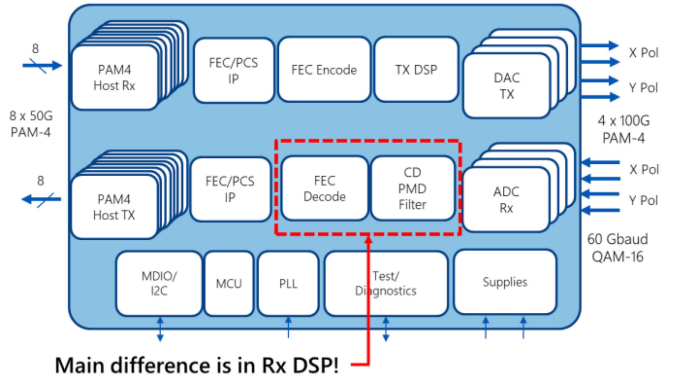 8
8 x 50G
PAM-4
PAM4
Host Rx
FEC/PCS
IP
FEC Encode
TX DSP
DAC
TX
X Pol
Y Pol
4 x 100G
PAM-4
8
PAM4
Host TX
FEC/PCS
IP
FEC
Decode
CD
PMD
Filter
ADC
Rx
X Pol
Y Pol
60 Gbaud
QAM-16
MDIO/
I2C
MCU
PLL
Test/
Diagnostics
Supplies
Main difference is in Rx DSP!